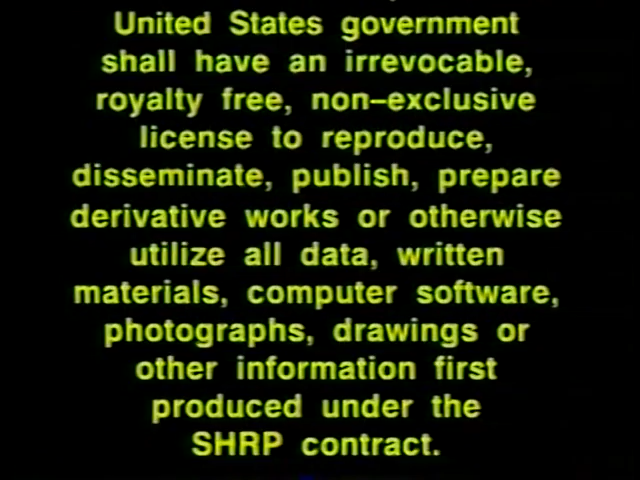 United States government
shall have an irrevocable,
royalty free, non–exclusive
license to reproduce,
disseminate, publish, prepare
derivative works or otherwise
utilize all data, written
materials, computer software,
photographs, drawings or
other information first
produced under the
SHRP contract.